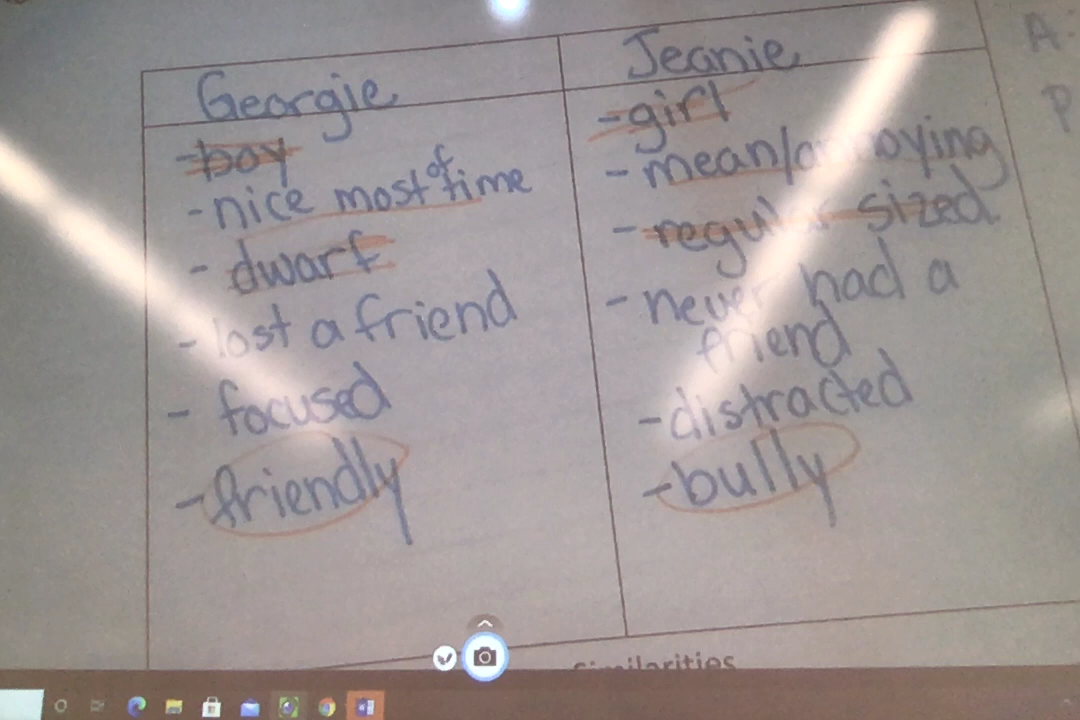 Georgie
Jeanie
A.
P
-boy
-nice most of time
- dwarf
- lost a friend
- focused
-friendly
-girl
- mean/annoying
- regular sized
- never had a
friend
-distracted
-bully
Similarities